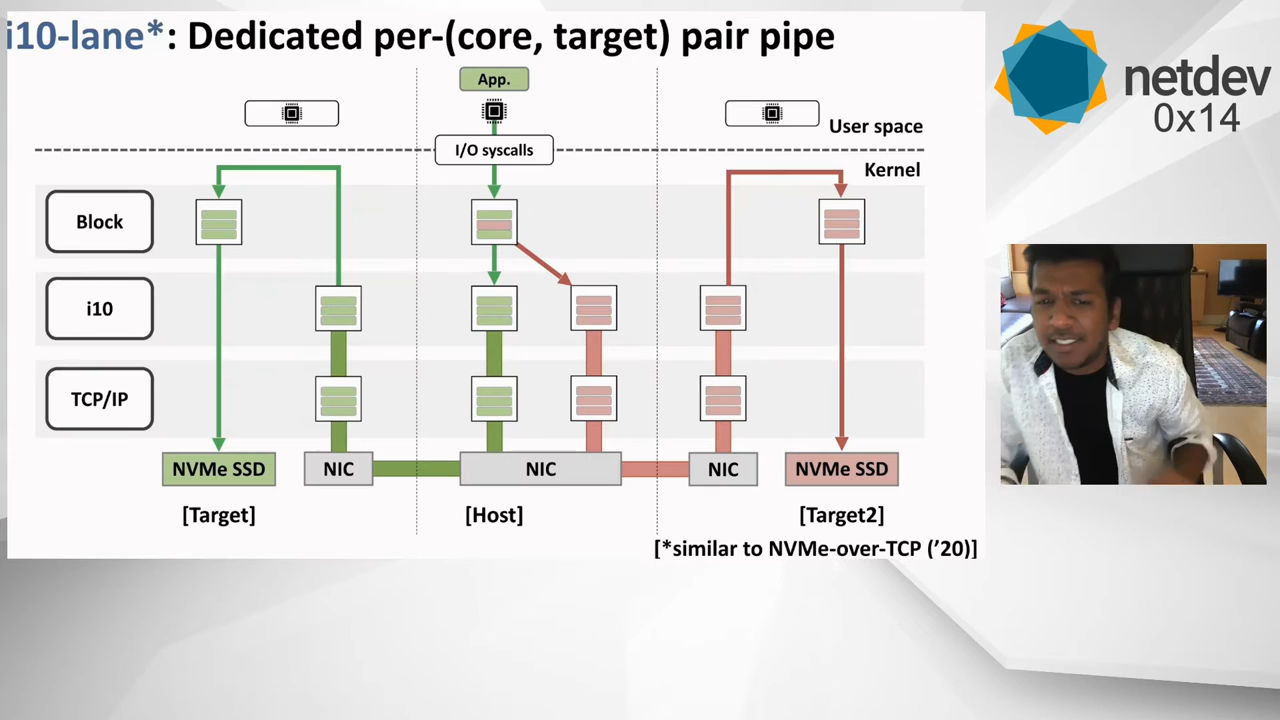 i10-lane*: Dedicated per-(core, target) pair pipe
netdev
0x14
App.
User space
I/O syscalls
Kernel
Block
i10
TCP/IP
NVMe SSD
NIC
NIC
NIC
NVMe SSD
[Target]
[Host]
[Target2]
[*similar to NVMe-over-TCP ('20)]